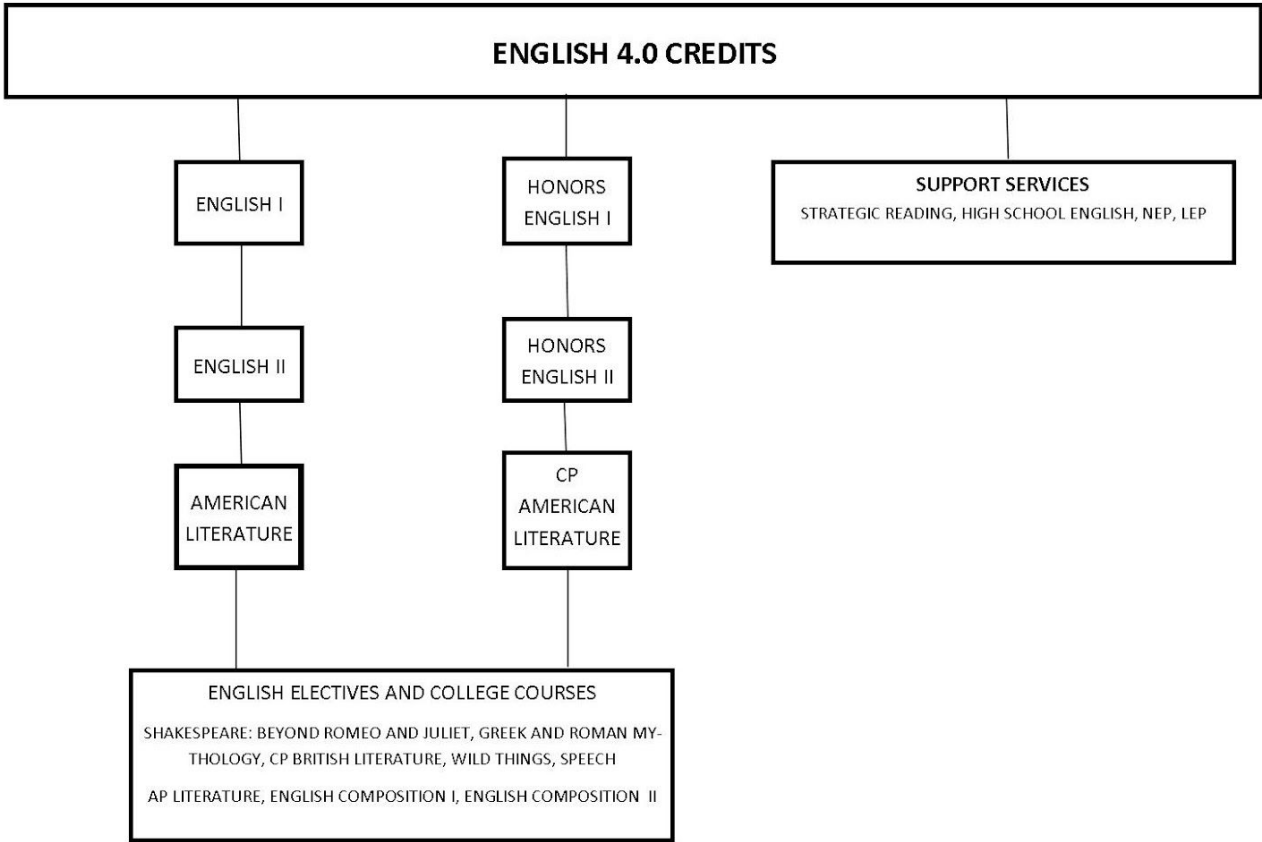 ENGLISH 4.0 CREDITS
ENGLISH I
HONORS
ENGLISH I
SUPPORT SERVICES
STRATEGIC READING, HIGH SCHOOL ENGLISH, NEP, LEP
ENGLISH II
HONORS
ENGLISH II
AMERICAN
LITERATURE
CP
AMERICAN
LITERATURE
ENGLISH ELECTIVES AND COLLEGE COURSES
SHAKESPEARE: BEYOND ROMEO AND JULIET, GREEK AND ROMAN MY-
THOLOGY, CP BRITISH LITERATURE, WILD THINGS, SPEECH
AP LITERATURE, ENGLISH COMPOSITION I, ENGLISH COMPOSITION II